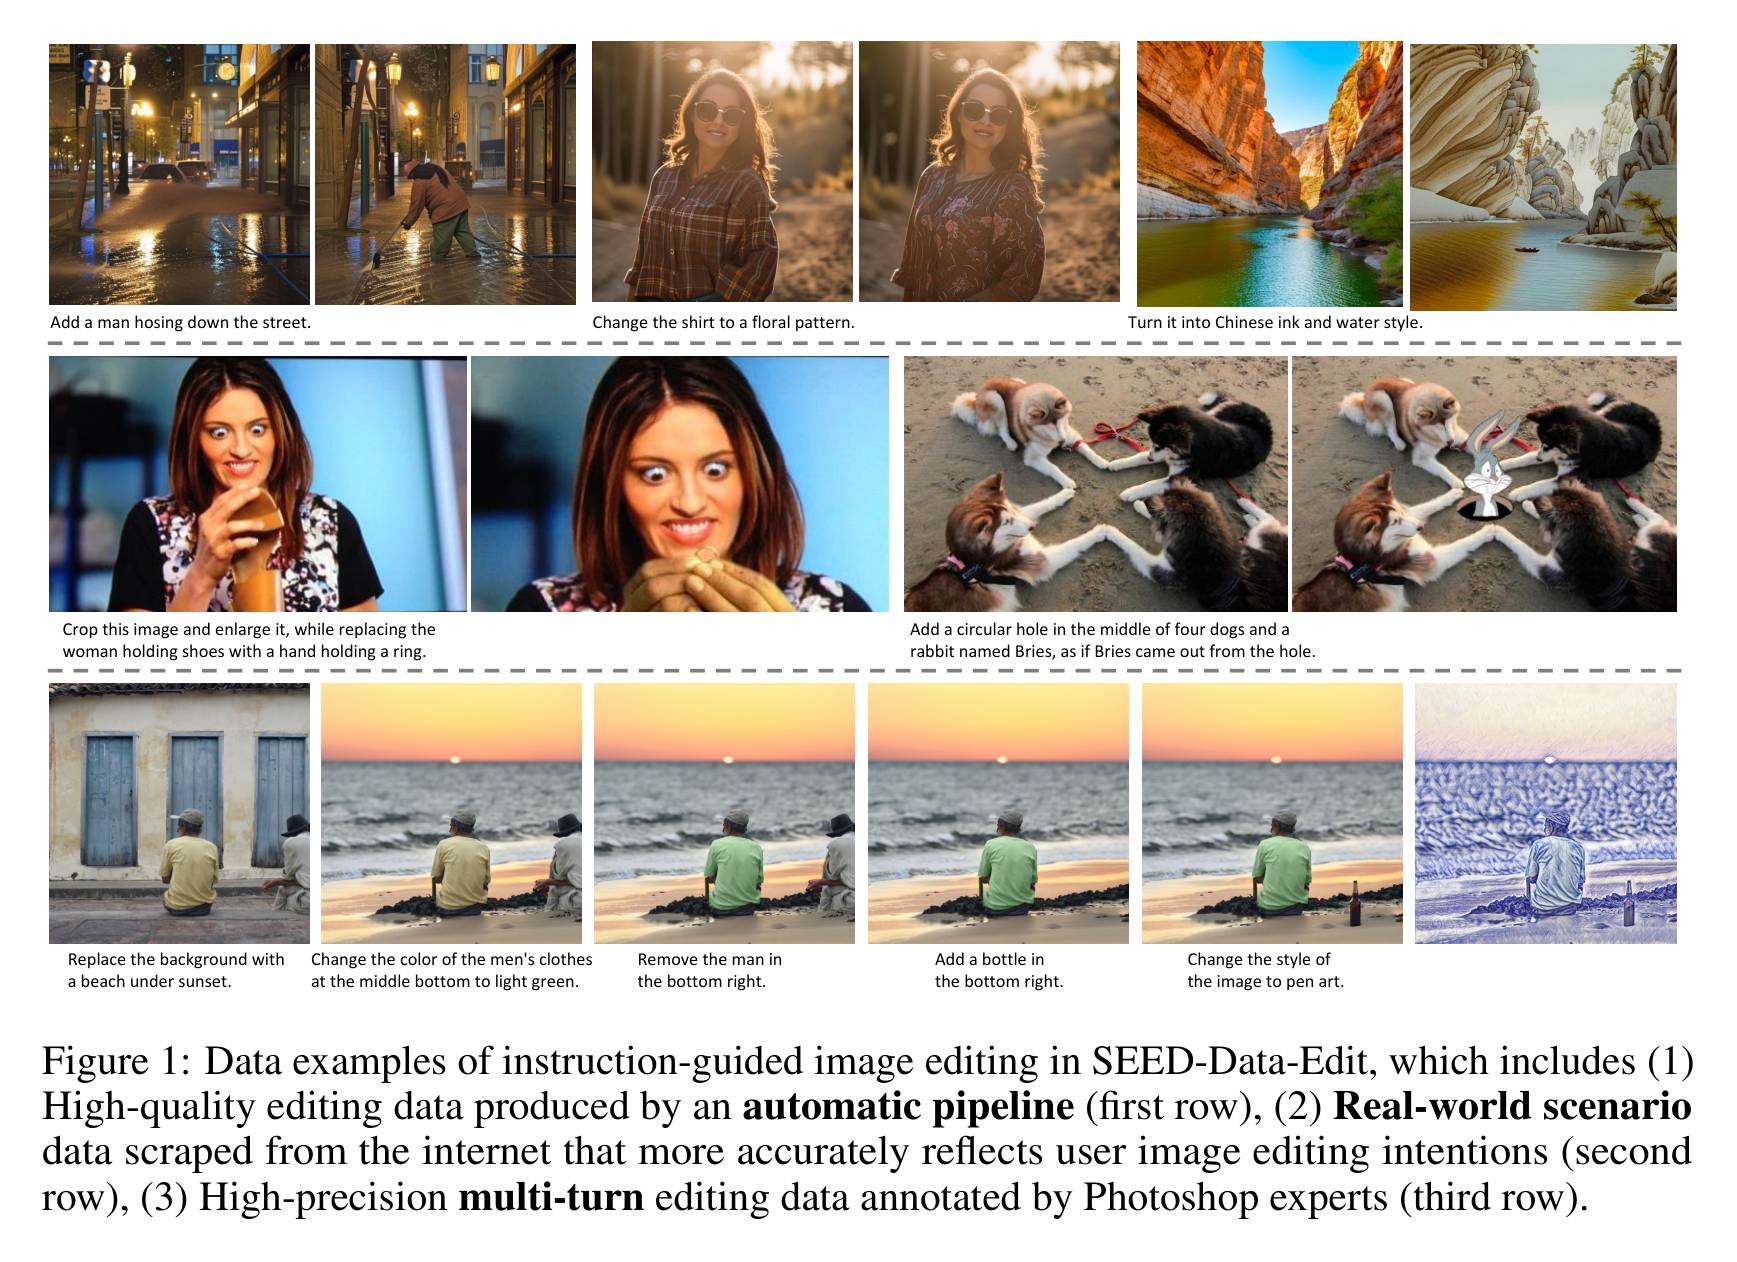 Add a man hosing down the street.
Change the shirt to a floral pattern.
Turn it into Chinese ink and water style.
Crop this image and enlarge it, while replacing the
woman holding shoes with a hand holding a ring.
Add a circular hole in the middle of four dogs and a
rabbit named Bries, as if Bries came out from the hole.
Replace the background with
a beach under sunset.
Change the color of the men's clothes
at the middle bottom to light green.
Remove the man in
the bottom right.
Add a bottle in
the bottom right.
Change the style of
the image to pen art.
Figure 1: Data examples of instruction-guided image editing in SEED-Data-Edit, which includes (1)
High-quality editing data produced by an automatic pipeline (first row), (2) Real-world scenario
data scraped from the internet that more accurately reflects user image editing intentions (second
row), (3) High-precision multi-turn editing data annotated by Photoshop experts (third row).